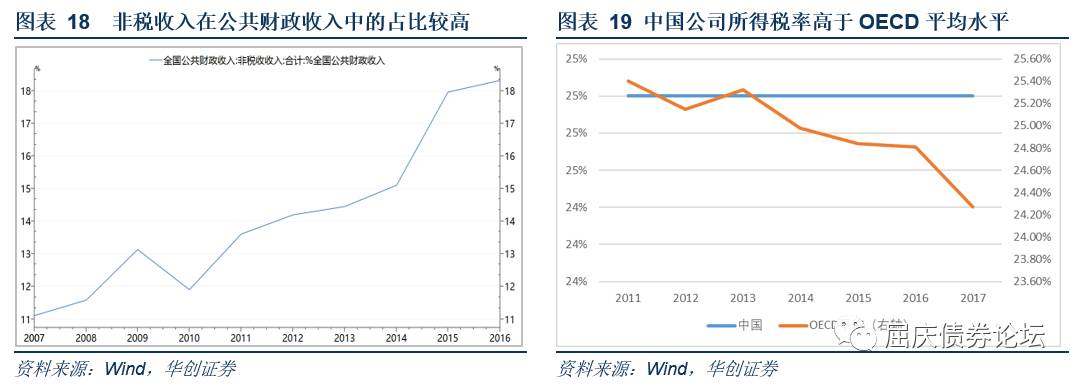 图表 18 非税收入在公共财政收入中的占比较高
全国公共财政收入:非税收收入:合计:%全国公共财政收入
% %
18 18
17 17
16 16
15 15
14 14
13 13
12 12
11 11
2007 2008 2009 2010 2011 2012 2013 2014 2015 2016
资料来源：Wind，华创证券
图表 19 中国公司所得税率高于 OECD 平均水平
25% 25.60%
25% 25.40%
25% 25.20%
25% 25.00%
24% 24.80%
24% 24.60%
24% 24.40%
24.20%
24.00%
23.80%
23.60%
2011 2012 2013 2014 2015 2016 2017
中国 OECD（右轴）
屈庆债券论坛
资料来源：Wind，华创证券